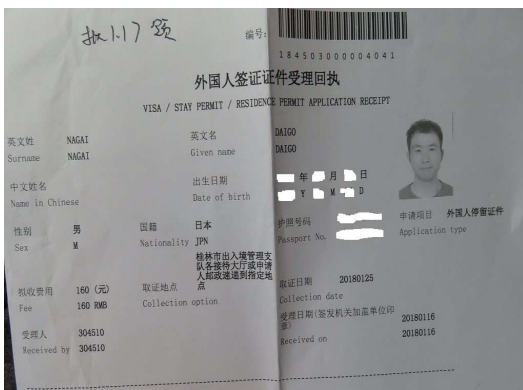 编号:
184503000004041
外国人签证证件受理回执
VISA / STAY PERMIT / RESIDENCE PERMIT APPLICATION RECEIPT
英文姓 NAGAI 英文名 DAIGO
Surname NAGAI Given name DAIGO
中文姓名 出生日期 年 月 日
Name in Chinese Date of birth Y M D
性别 男 国籍 日本 护照号码 申请项目 外国人停留证件
Sex M Nationality JPN Passport No. Application type
桂林市出入境管理支
队各接待大厅或申请
人邮政速递到指定地
点
拟收费用 160 (元) 取证地点 取证日期 20180125
Fee 160 RMB Collection option Collection date
受理人 304510 受理日期(签发机关加盖单位印
章) 20180116
Received by 304510 Received on 20180116